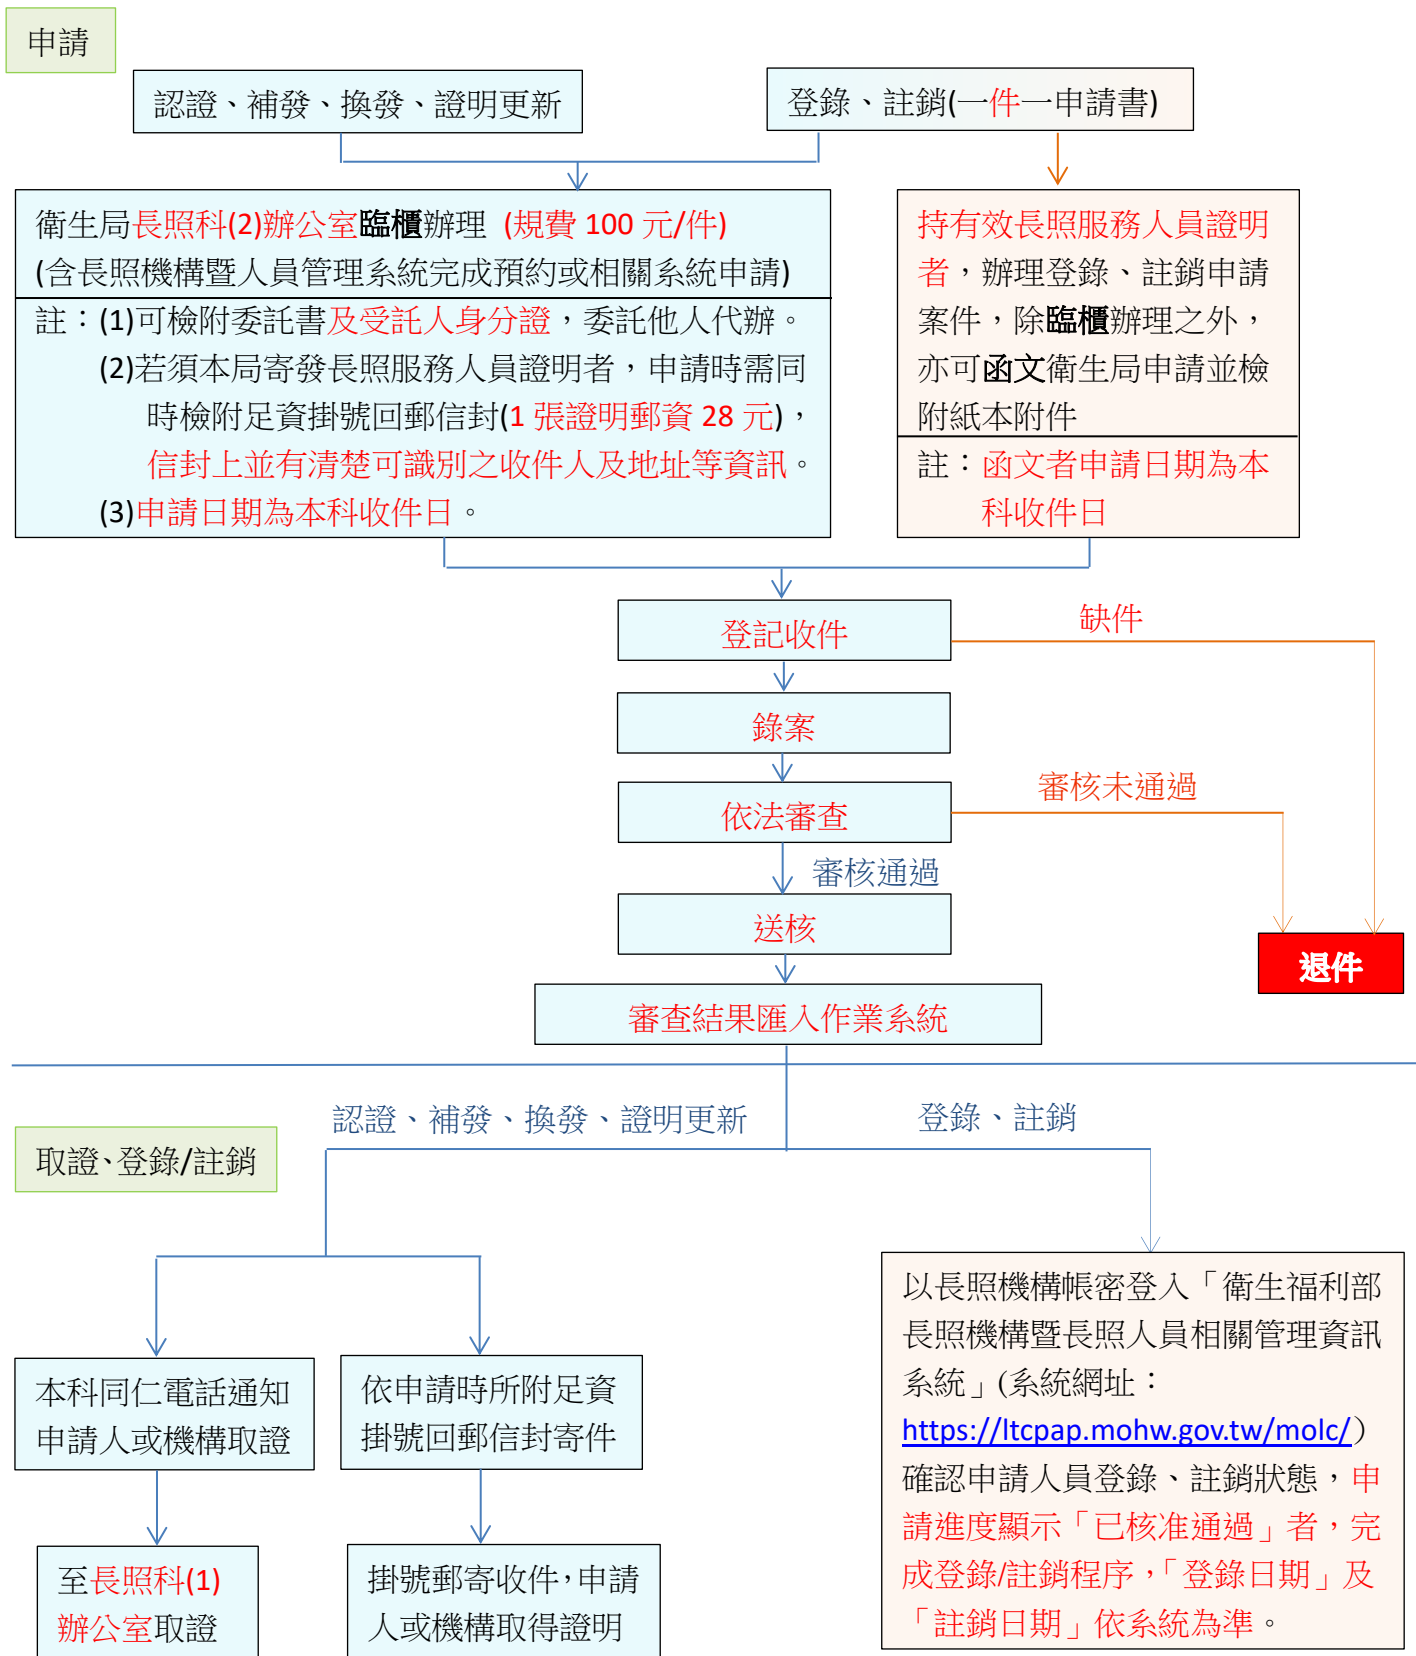 申請
認證、補發、換發、證明更新
登錄、註銷(一件一申請書)
衛生局長照科(2)辦公室臨櫃辦理 (規費 100 元/件)
(含長照機構暨人員管理系統完成預約或相關系統申請)
註：(1)可檢附委託書及受託人身分證，委託他人代辦。
(2)若須本局寄發長照服務人員證明者，申請時需同
時檢附足資掛號回郵信封(1 張證明郵資 28 元)，
信封上並有清楚可識別之收件人及地址等資訊。
(3)申請日期為本科收件日。
持有效長照服務人員證明
者，辦理登錄、註銷申請
案件，除臨櫃辦理之外，
亦可函文衛生局申請並檢
附紙本附件
註：函文者申請日期為本
科收件日
登記收件
缺件
錄案
依法審查
審核未通過
審核通過
送核
退件
審查結果匯入作業系統
認證、補發、換發、證明更新
登錄、註銷
取證、登錄/註銷
本科同仁電話通知
申請人或機構取證
依申請時所附足資
掛號回郵信封寄件
至長照科(1)
辦公室取證
掛號郵寄收件，申請
人或機構取得證明
以長照機構帳密登入「衛生福利部
長照機構暨長照人員相關管理資訊
系統」(系統網址：
https://ltcpap.mohw.gov.tw/molc/）
確認申請人員登錄、註銷狀態，申
請進度顯示「已核准通過」者，完
成登錄/註銷程序，「登錄日期」及
「註銷日期」依系統為準。